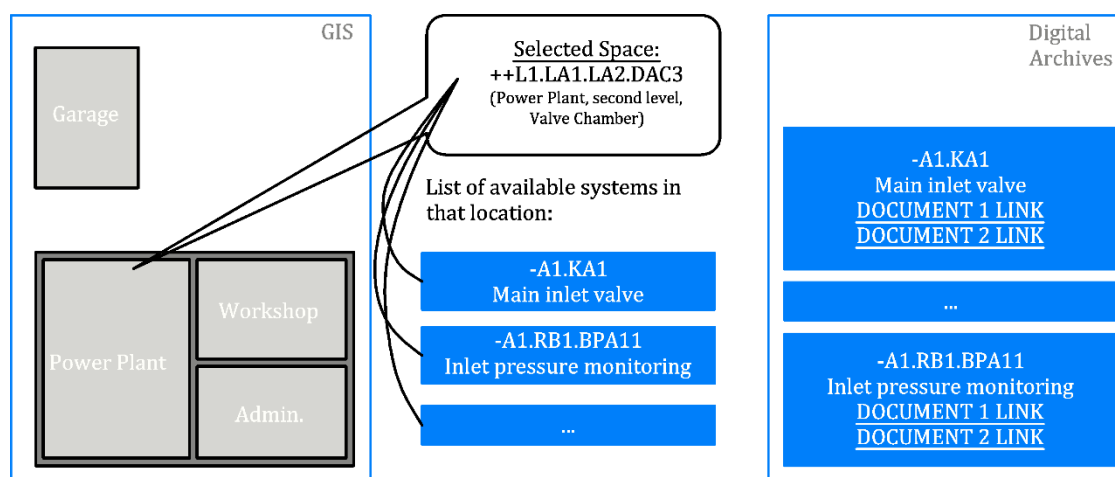 GIS
Garage
Power Plant
Workshop
Admin.
Selected Space:
++L1.LA1.LA2.DAC3
(Power Plant, second level,
Valve Chamber)
List of available systems in
that location:
-A1.KA1
Main inlet valve
-A1.RB1.BPA11
Inlet pressure monitoring
...
Digital
Archives
-A1.KA1
Main inlet valve
DOCUMENT 1 LINK
DOCUMENT 2 LINK
...
-A1.RB1.BPA11
Inlet pressure monitoring
DOCUMENT 1 LINK
DOCUMENT 2 LINK